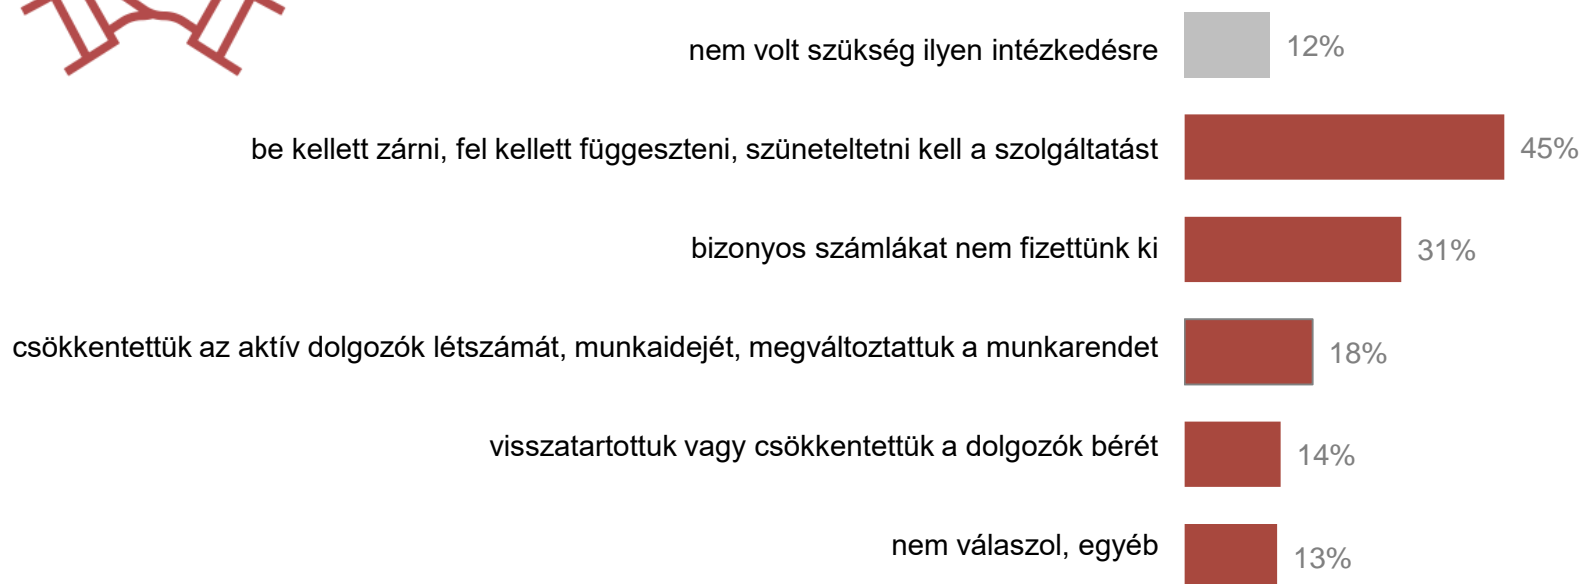 nem volt szükség ilyen intézkedésre 12%
be kellett zárni, fel kellett függeszteni, szüneteltetni kell a szolgáltatást 45%
bizonyos számlákat nem fizettünk ki 31%
csökkentettük az aktív dolgozók létszámát, munkaidejét, megváltoztattuk a munkarendet 18%
visszatartottuk vagy csökkentettük a dolgozók bérét 14%
nem válaszol, egyéb 13%